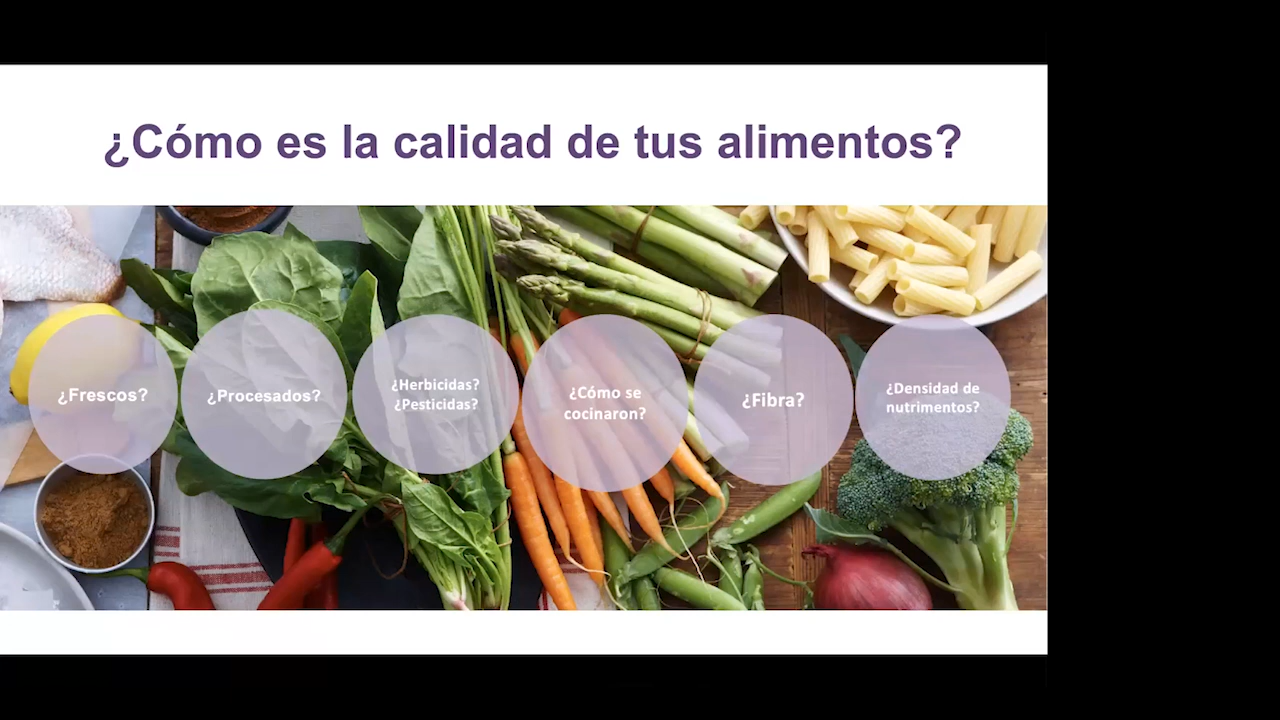 ¿Cómo es la calidad de tus alimentos?
¿Frescos?
¿Procesados?
¿Herbicidas?
¿Pesticidas?
¿Cómo se
cocinaron?
¿Fibra?
¿Densidad de
nutrimentos?